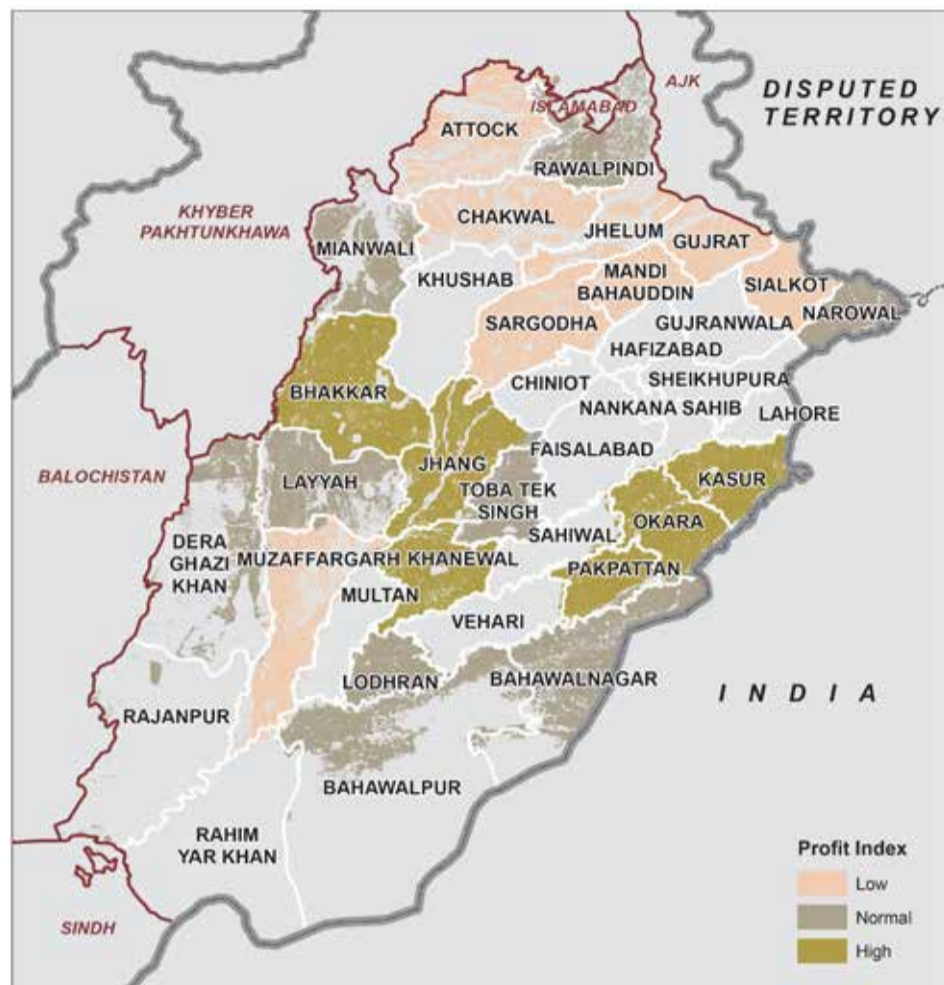 AJK
DISPUTED
TERRITORY
ISLAMABAD
ATTOCK
RAWALPINDI
KHYBER
PAKHTUNKHAWA
CHAKWAL
JHELUM
GUJRAT
MIANWALI
KHUSHAB
MANDI
BAHAUDDIN
SIALKOT
NAROWAL
SARGODHA
GUJRANWALA
HAFIZABAD
BHAKKAR
CHINIOT
SHEIKHUPURA
NANKANA SAHIB
LAHORE
FAISALABAD
BALOCHISTAN
LAYYAH
JHANG
TOBA TEK
SINGH
KASUR
OKARA
SAHIWAL
DERA
GHAZI
KHAN
MUZAFFARGARH
KHANEWAL
PAKPATTAN
MULTAN
VEHARI
LODHRAN
BAHAWALNAGAR
INDIA
RAJANPUR
BAHAWALPUR
RAHIM
YAR KHAN
SINDH
Profit Index
Low
Normal
High